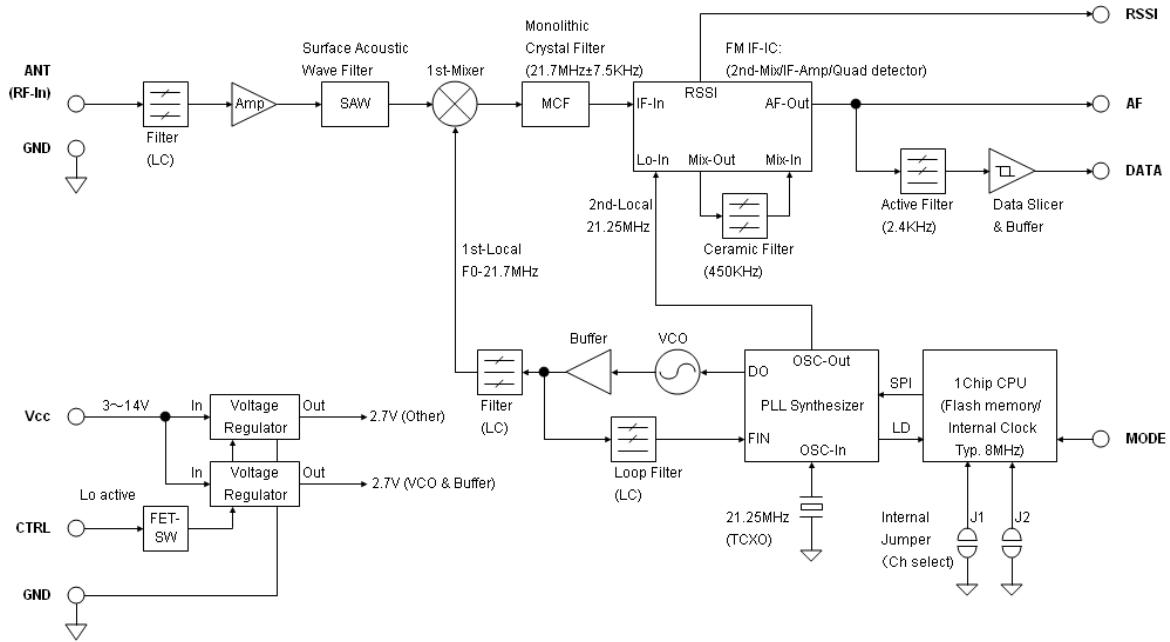 RSSI
Monolithic
Crystal Filter
(21.7MHz±7.5KHz)
FM IF-IC:
(2nd-Mix/IF-Amp/Quad detector)
Surface Acoustic
Wave Filter
1st-Mixer
ANT
(RF-In)
RSSI
Amp
SAW
MCF
IF-In
AF-Out
AF
Filter
(LC)
GND
Lo-In
Mix-Out
Mix-In
DATA
2nd-Local
21.25MHz
Active Filter
(2.4KHz)
Data Slicer
& Buffer
Ceramic Filter
(450KHz)
1st-Local
F0-21.7MHz
Buffer
VCO
OSC-Out
DO
PLL Synthesizer
FIN
OSC-In
SPI
LD
1Chip CPU
(Flash memory/
Internal Clock
Typ. 8MHz)
MODE
Filter
(LC)
Loop Filter
(LC)
Vcc
3～14V
In
Voltage
Regulator
Out
2.7V (Other)
In
Voltage
Regulator
Out
2.7V (VCO & Buffer)
Lo active
CTRL
FET-
SW
21.25MHz
(TCXO)
Internal
Jumper
（Ch select)
J1
J2
GND